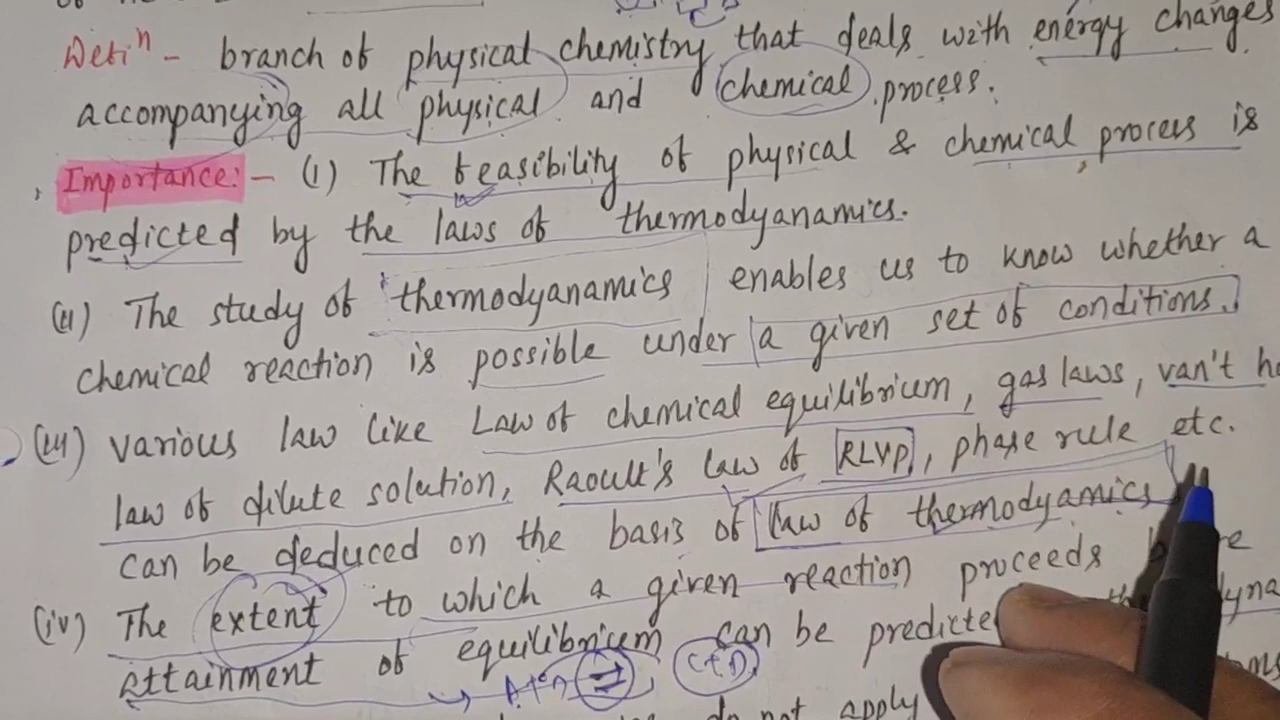 Defiⁿ - branch of physical chemistry that deals with energy changes
accompanying all physical and chemical process.
Importance: - (i) The feasibility of physical & chemical process is
predicted by the laws of thermodyanamics.
(ii) The study of thermodyanamics enables us to know whether a
chemical reaction is possible under a given set of conditions.
(iii) various law like Law of chemical equilibrium, gas laws, van't
law of dilute solution, Raoult's law of RLVP, phase rule etc.
can be deduced on the basis of law of thermodyamics
(iv) The extent to which a given reaction proceeds
attainment of equilibrium can be
⇌ C+D
do not apply